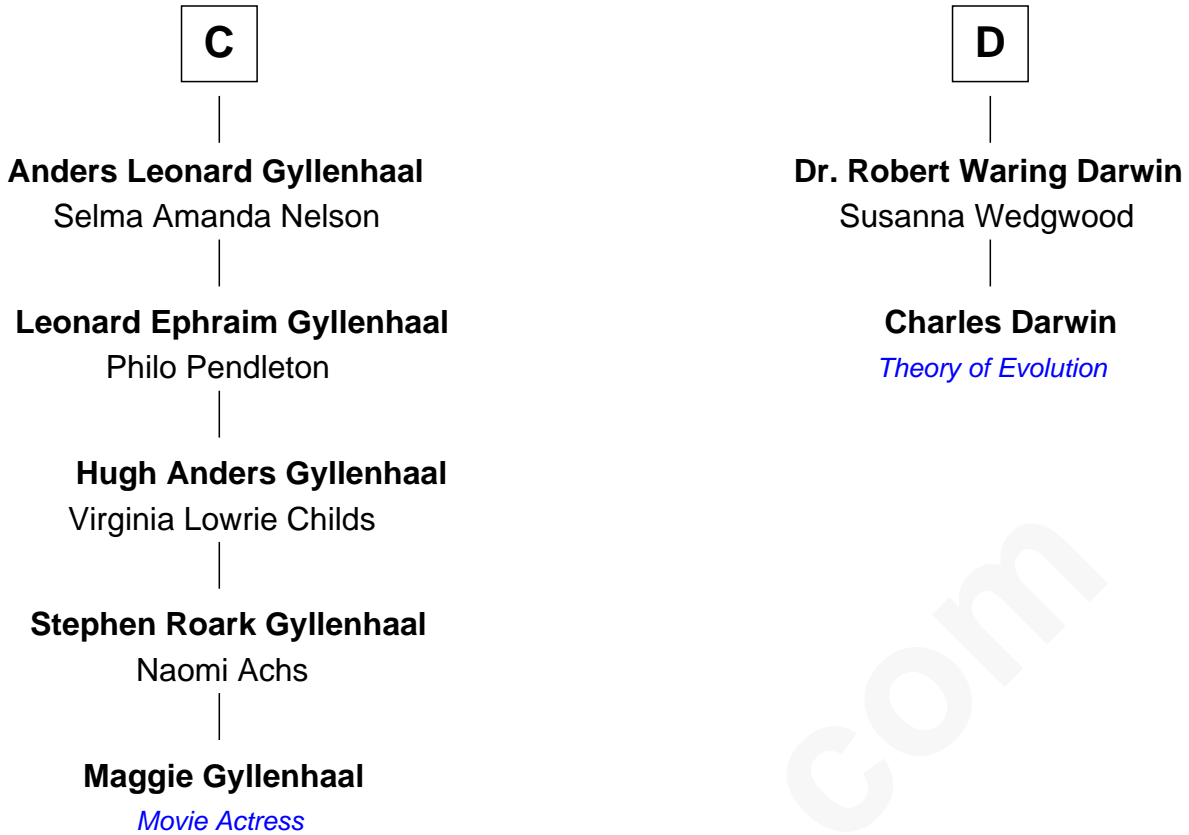 C
Anders Leonard Gyllenhaal
Selma Amanda Nelson
Leonard Ephraim Gyllenhaal
Philo Pendleton
Hugh Anders Gyllenhaal
Virginia Lowrie Childs
Stephen Roark Gyllenhaal
Naomi Achs
Maggie Gyllenhaal
Movie Actress
D
Dr. Robert Waring Darwin
Susanna Wedgwood
Charles Darwin
Theory of Evolution
com